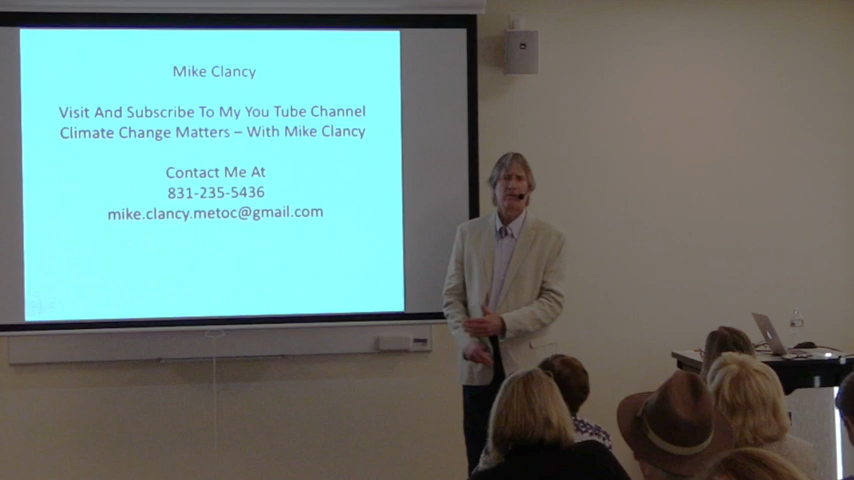 Mike Clancy
Visit And Subscribe To My You Tube Channel
Climate Change Matters – With Mike Clancy
Contact Me At
831-235-5436
mike.clancy.metoc@gmail.com